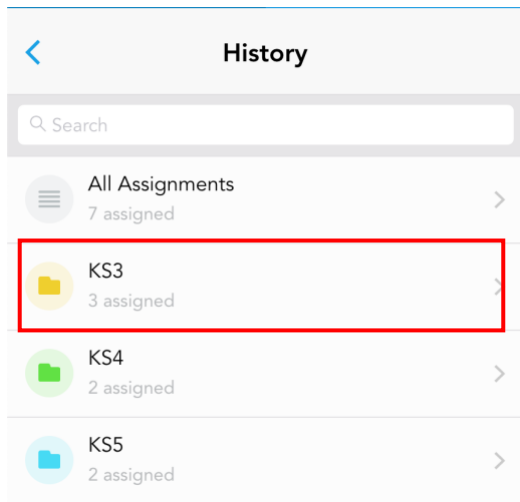 History
Search
All Assignments
7 assigned
KS3
3 assigned
KS4
2 assigned
KS5
2 assigned